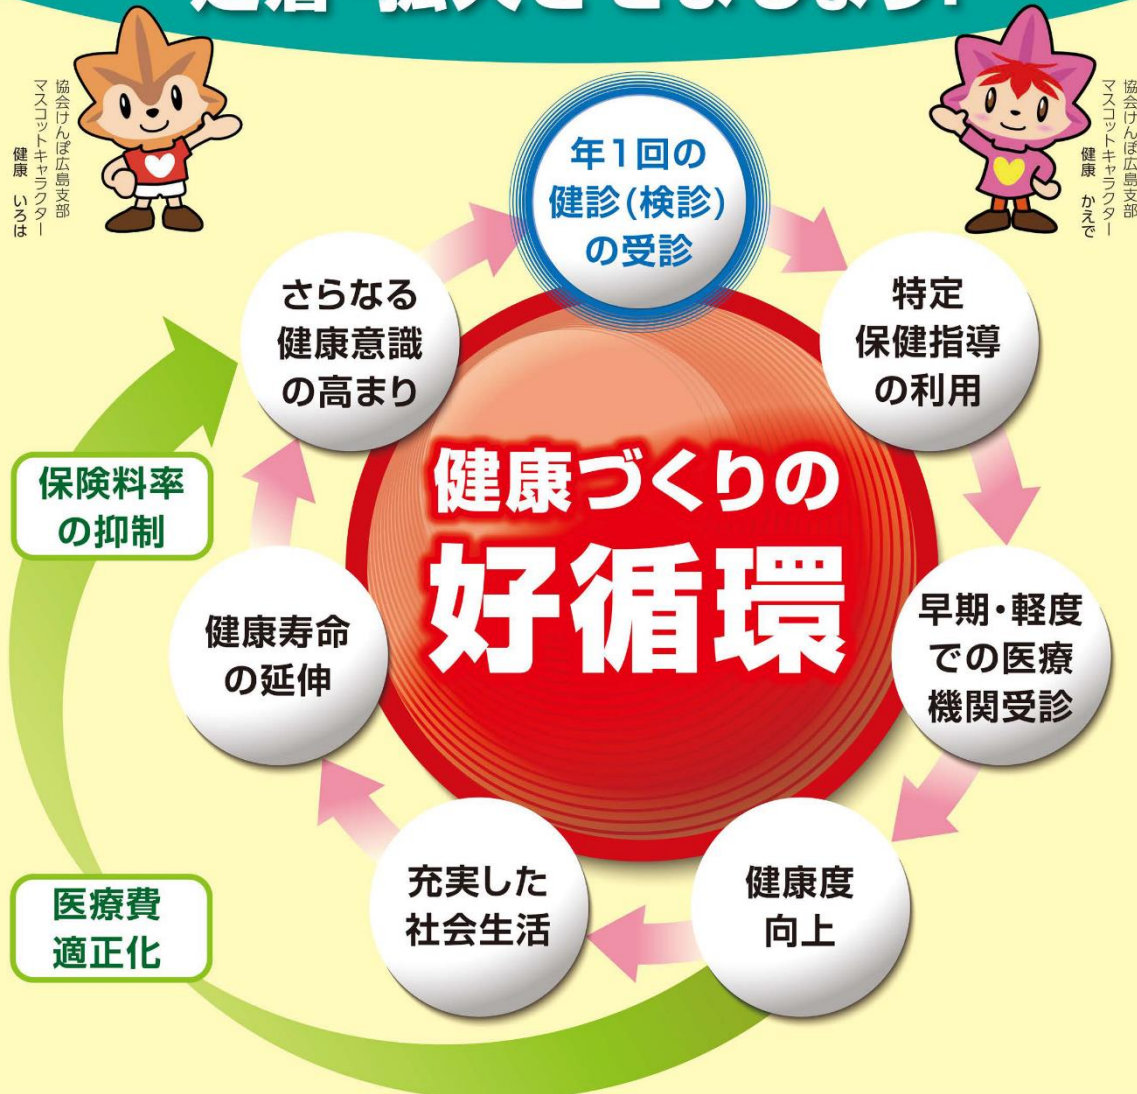 協会けんぽ広島支部
マスコットキャラクター
健康 いろは
協会けんぽ広島支部
マスコットキャラクター
健康 かえで
年1回の
健診(検診)
の受診
特定
保健指導
の利用
早期・軽度
での医療
機関受診
健康度
向上
充実した
社会生活
健康寿命
の延伸
さらなる
健康意識
の高まり
健康づくりの
好循環
保険料率
の抑制
医療費
適正化